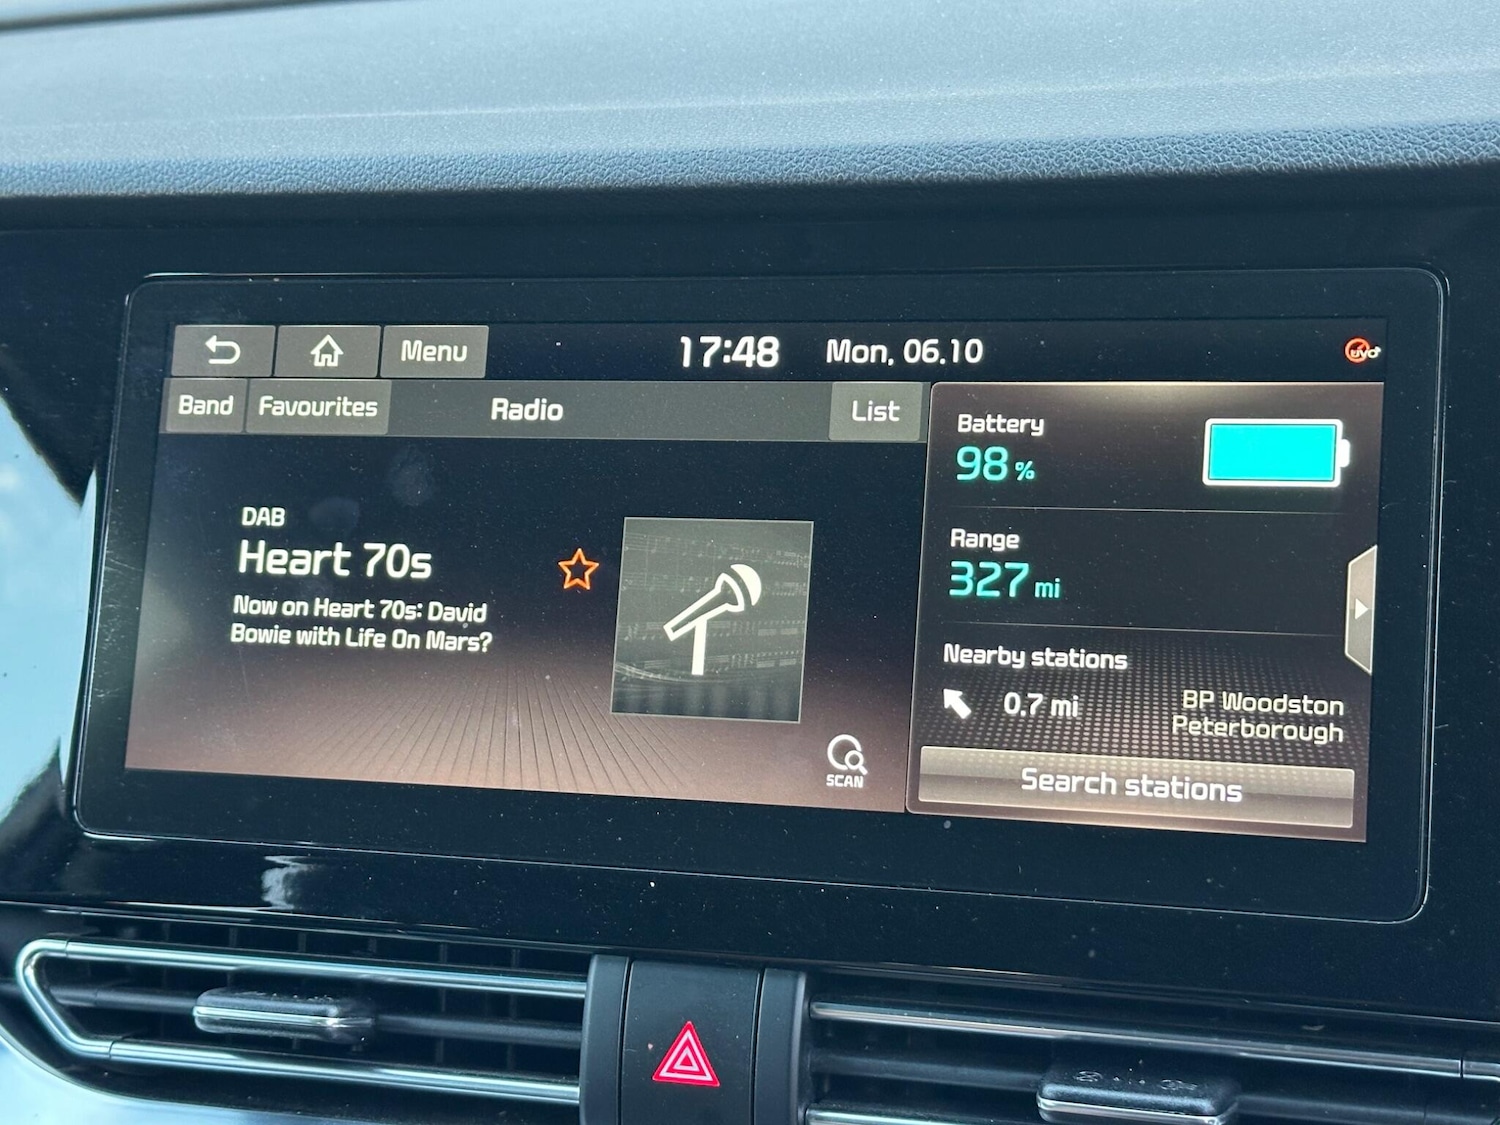 Menu
17:48
Mon, 06.10
uvo
Band
Favourites
Radio
List
DAB
Heart 70s
Now on Heart 70s: David
Bowie with Life On Mars?
SCAN
Battery
98 %
Range
327 mi
Nearby stations
0.7 mi
BP Woodston
Peterborough
Search stations